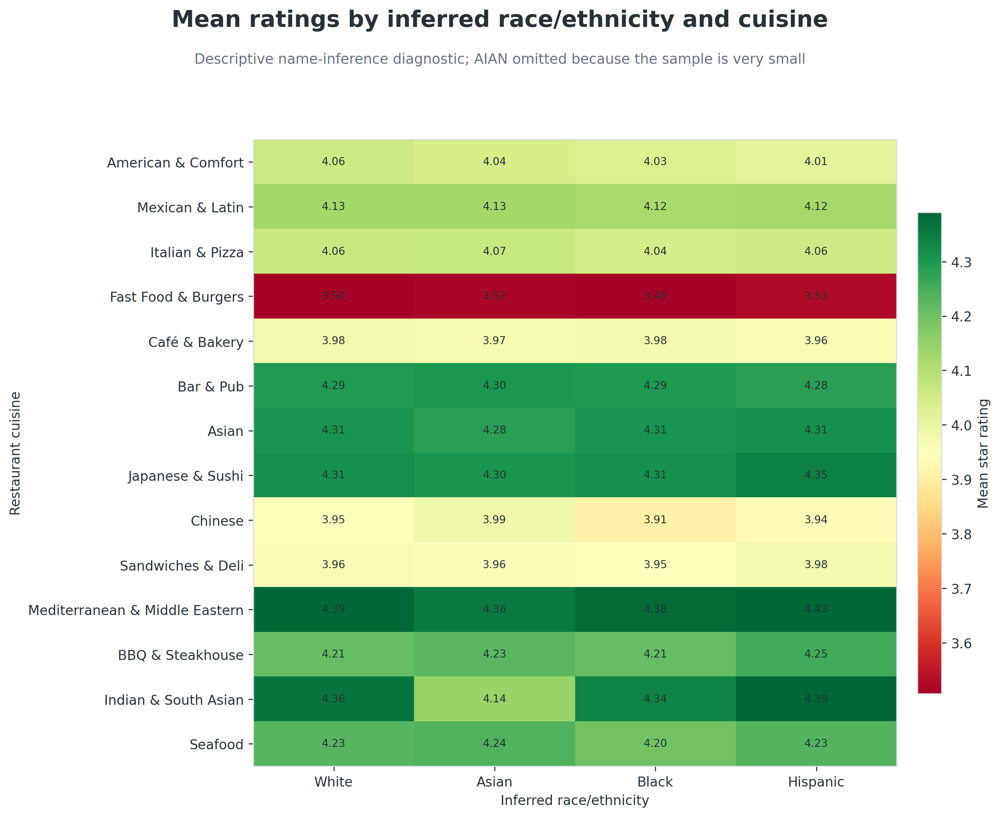 Mean ratings by inferred race/ethnicity and cuisine
Descriptive name-inference diagnostic; AIAN omitted because the sample is very small
American & Comfort 4.06 4.04 4.03 4.01
Mexican & Latin 4.13 4.13 4.12 4.12
Italian & Pizza 4.06 4.07 4.04 4.06
Fast Food & Burgers 3.50 3.52 3.49 3.53
Café & Bakery 3.98 3.97 3.98 3.96
Bar & Pub 4.29 4.30 4.29 4.28
Asian 4.31 4.28 4.31 4.31
Japanese & Sushi 4.31 4.30 4.31 4.35
Chinese 3.95 3.99 3.91 3.94
Sandwiches & Deli 3.96 3.96 3.95 3.98
Mediterranean & Middle Eastern 4.39 4.36 4.38 4.43
BBQ & Steakhouse 4.21 4.23 4.21 4.25
Indian & South Asian 4.36 4.14 4.34 4.39
Seafood 4.23 4.24 4.20 4.23
White Asian Black Hispanic
Inferred race/ethnicity
Restaurant cuisine
4.3
4.2
4.1
4.0
3.9
3.8
3.7
3.6
Mean star rating